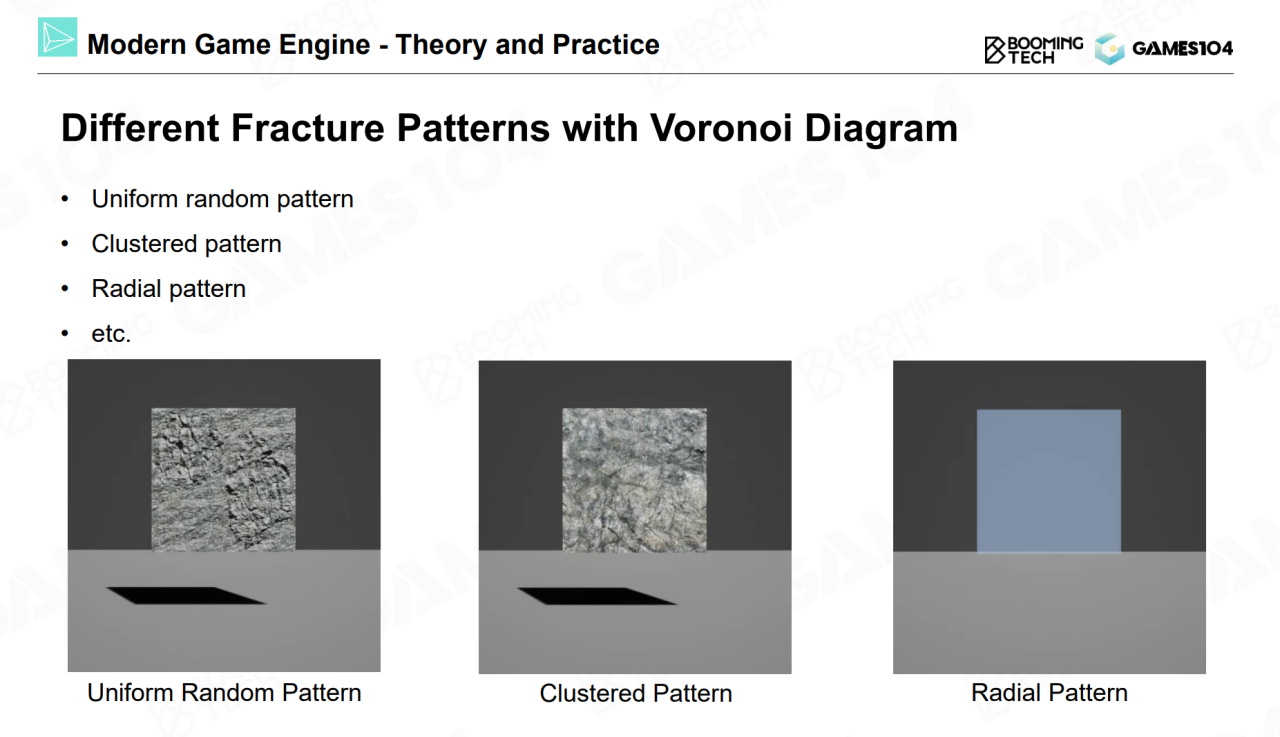 Modern Game Engine - Theory and Practice
BOOMING
TECH
GAMES104
Different Fracture Patterns with Voronoi Diagram
• Uniform random pattern
• Clustered pattern
• Radial pattern
• etc.
Uniform Random Pattern
Clustered Pattern
Radial Pattern